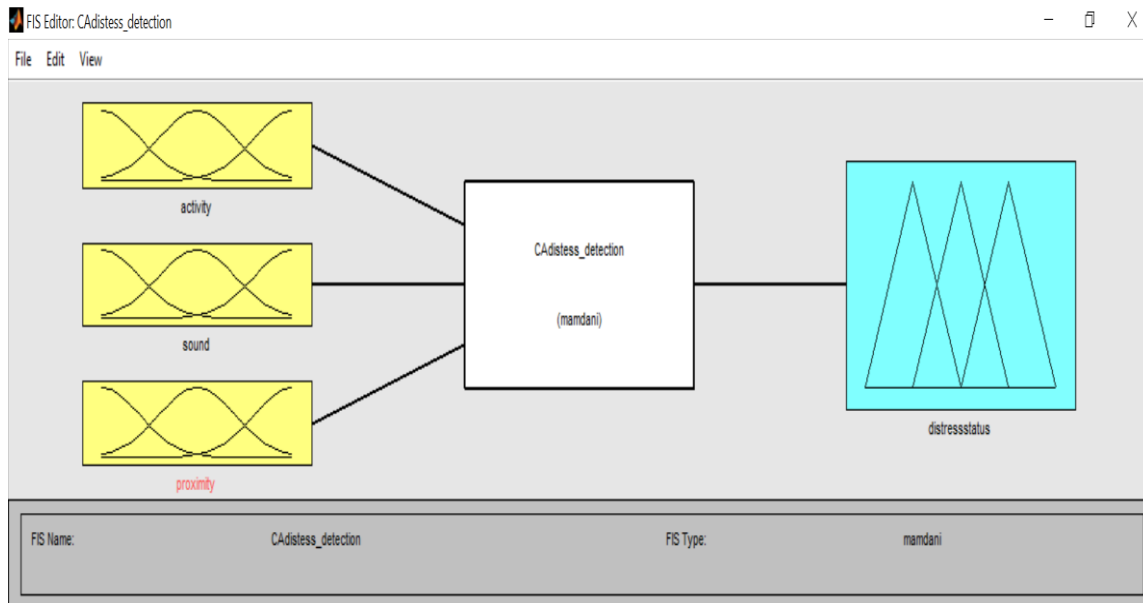 FIS Editor: CAdistess_detection
File Edit View
activity
sound
proximity
CAdistess_detection
(mamdani)
distressstatus
FIS Name: CAdistess_detection FIS Type: mamdani